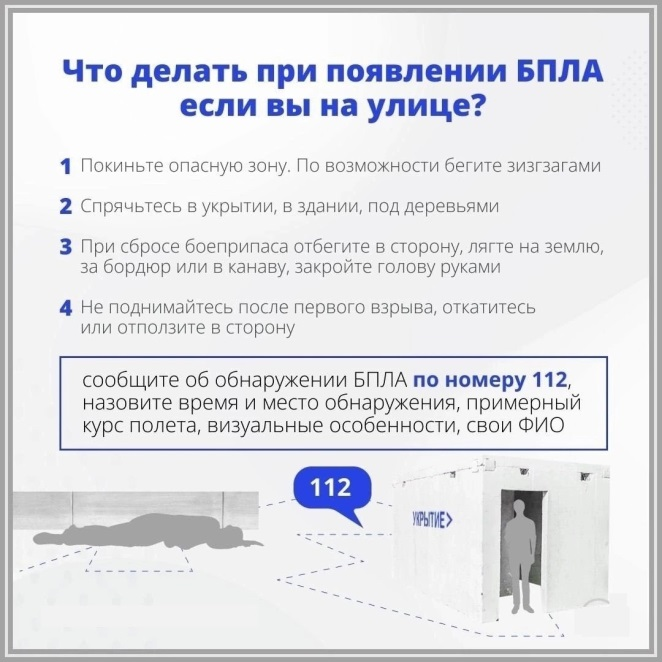 Что делать при появлении БПЛА
если вы на улице?
1 Покиньте опасную зону. По возможности бегите зизгзагами
2 Спрячьтесь в укрытии, в здании, под деревьями
3 При сбросе боеприпаса отбегите в сторону, лягте на землю,
за бордюр или в канаву, закройте голову руками
4 Не поднимайтесь после первого взрыва, откатитесь
или отползите в сторону
сообщите об обнаружении БПЛА по номеру 112,
назовите время и место обнаружения, примерный
курс полета, визуальные особенности, свои ФИО
112
УКРЫТИЕ>